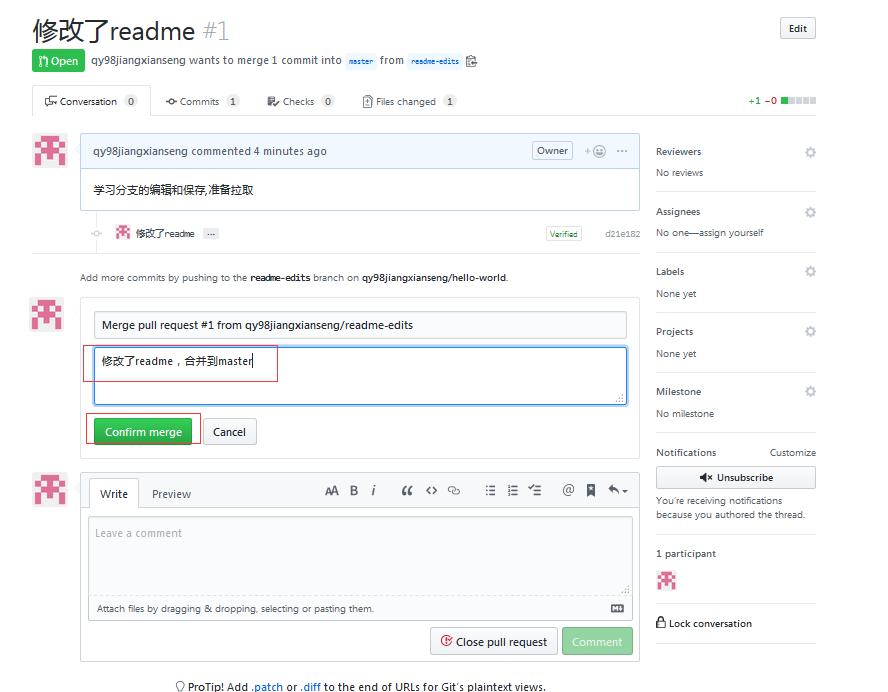 修改了readme #1
Edit
Open qy98jiangxianseng wants to merge 1 commit into master from readme-edits
Conversation 0 Commits 1 Checks 0 Files changed 1 +1 −0
qy98jiangxianseng commented 4 minutes ago Owner
学习分支的编辑和保存,准备拉取
修改了readme ... Verified d21e182
Add more commits by pushing to the readme-edits branch on qy98jiangxianseng/hello-world.
Merge pull request #1 from qy98jiangxianseng/readme-edits
修改了readme，合并到master
Confirm merge Cancel
Write Preview
Leave a comment
Attach files by dragging & dropping, selecting or pasting them.
Close pull request Comment
ProTip! Add .patch or .diff to the end of URLs for Git's plaintext views.
Reviewers
No reviews
Assignees
No one—assign yourself
Labels
None yet
Projects
None yet
Milestone
No milestone
Notifications Customize
Unsubscribe
You're receiving notifications
because you authored the thread.
1 participant
Lock conversation